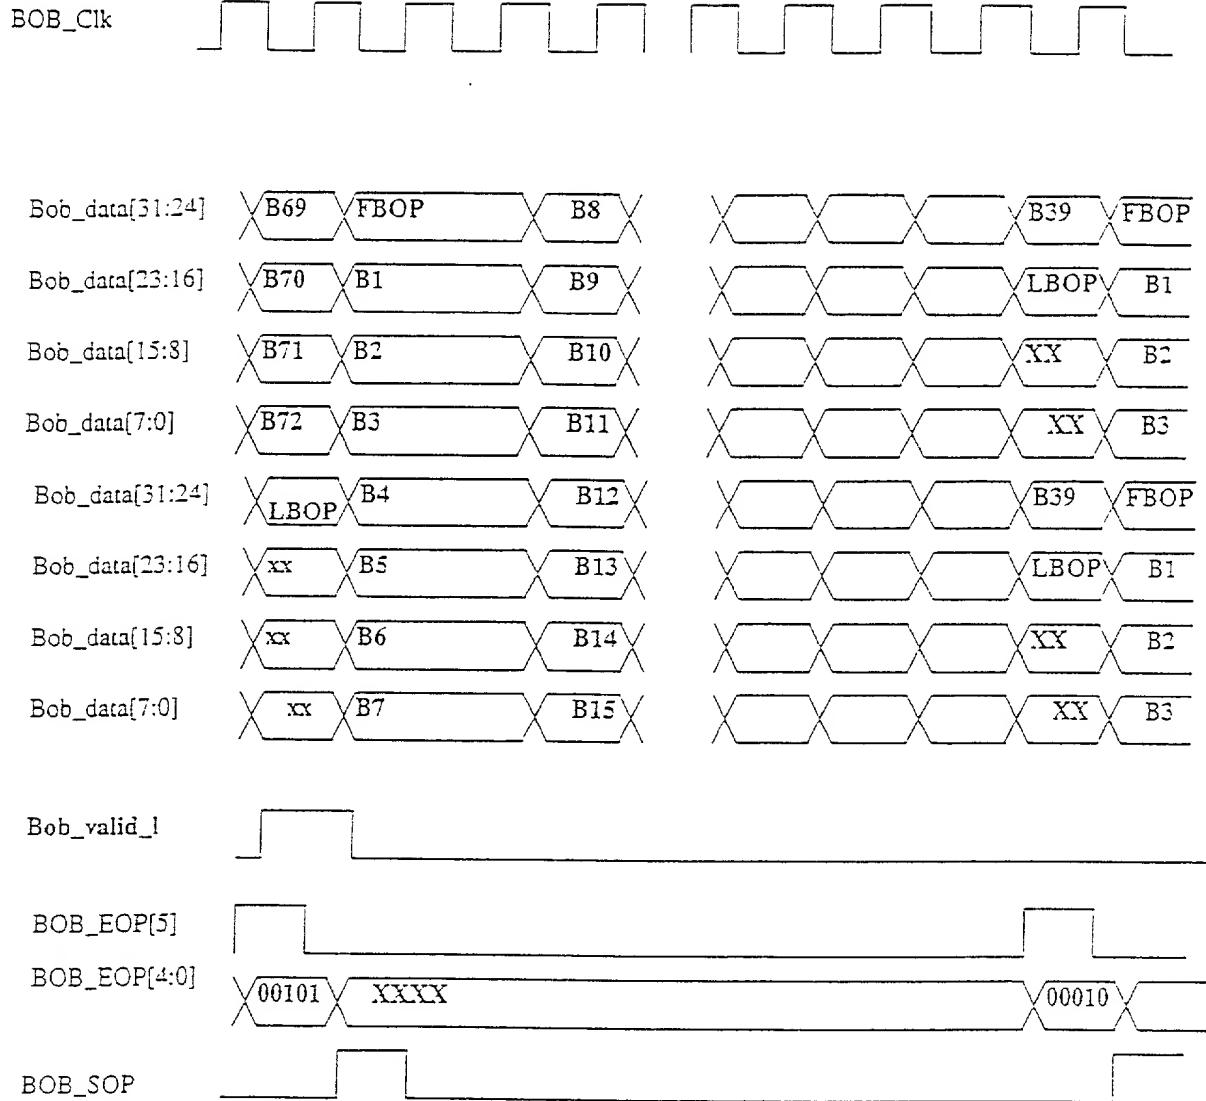 BOB_Clk
Bob_data[31:24] B69 FBOP B8 B39 FBOP
Bob_data[23:16] B70 B1 B9 LBOP B1
Bob_data[15:8] B71 B2 B10 XX B2
Bob_data[7:0] B72 B3 B11 XX B3
Bob_data[31:24] LBOP B4 B12 B39 FBOP
Bob_data[23:16] xx B5 B13 LBOP B1
Bob_data[15:8] xx B6 B14 XX B2
Bob_data[7:0] xx B7 B15 XX B3
Bob_valid_l
BOB_EOP[5]
BOB_EOP[4:0] 00101 XXXX 00010
BOB_SOP